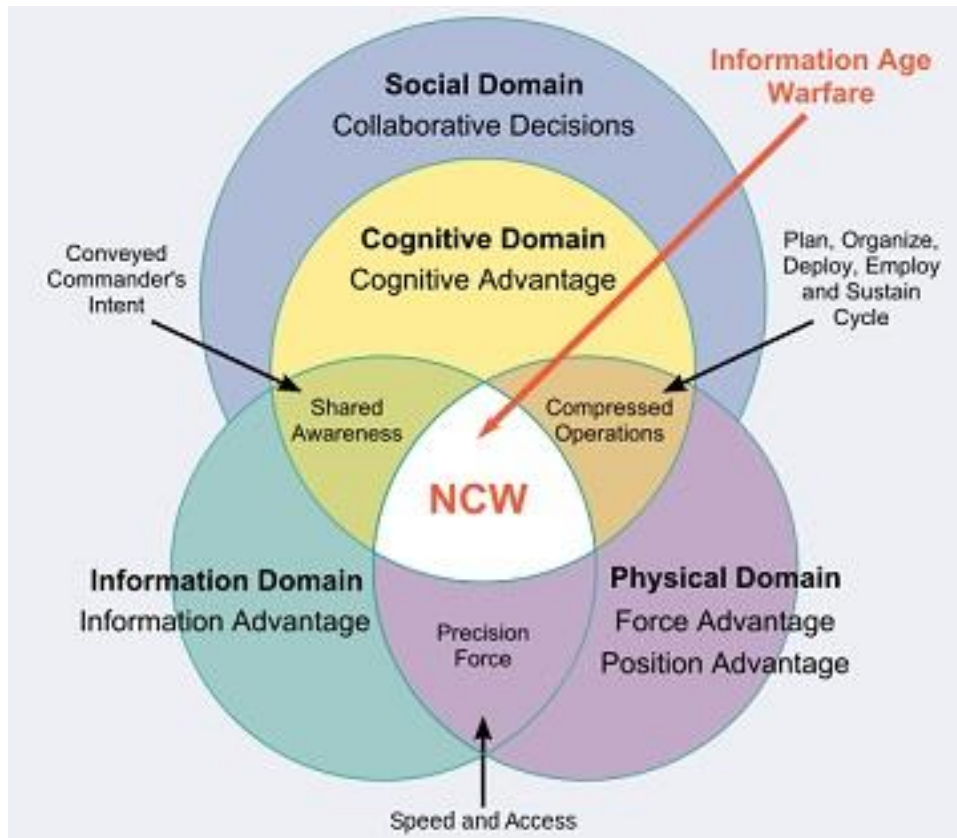 Information Age
Warfare
Social Domain
Collaborative Decisions
Cognitive Domain
Cognitive Advantage
Conveyed
Commander's
Intent
Plan, Organize,
Deploy, Employ
and Sustain
Cycle
Shared
Awareness
Compressed
Operations
NCW
Information Domain
Information Advantage
Physical Domain
Force Advantage
Position Advantage
Precision
Force
Speed and Access